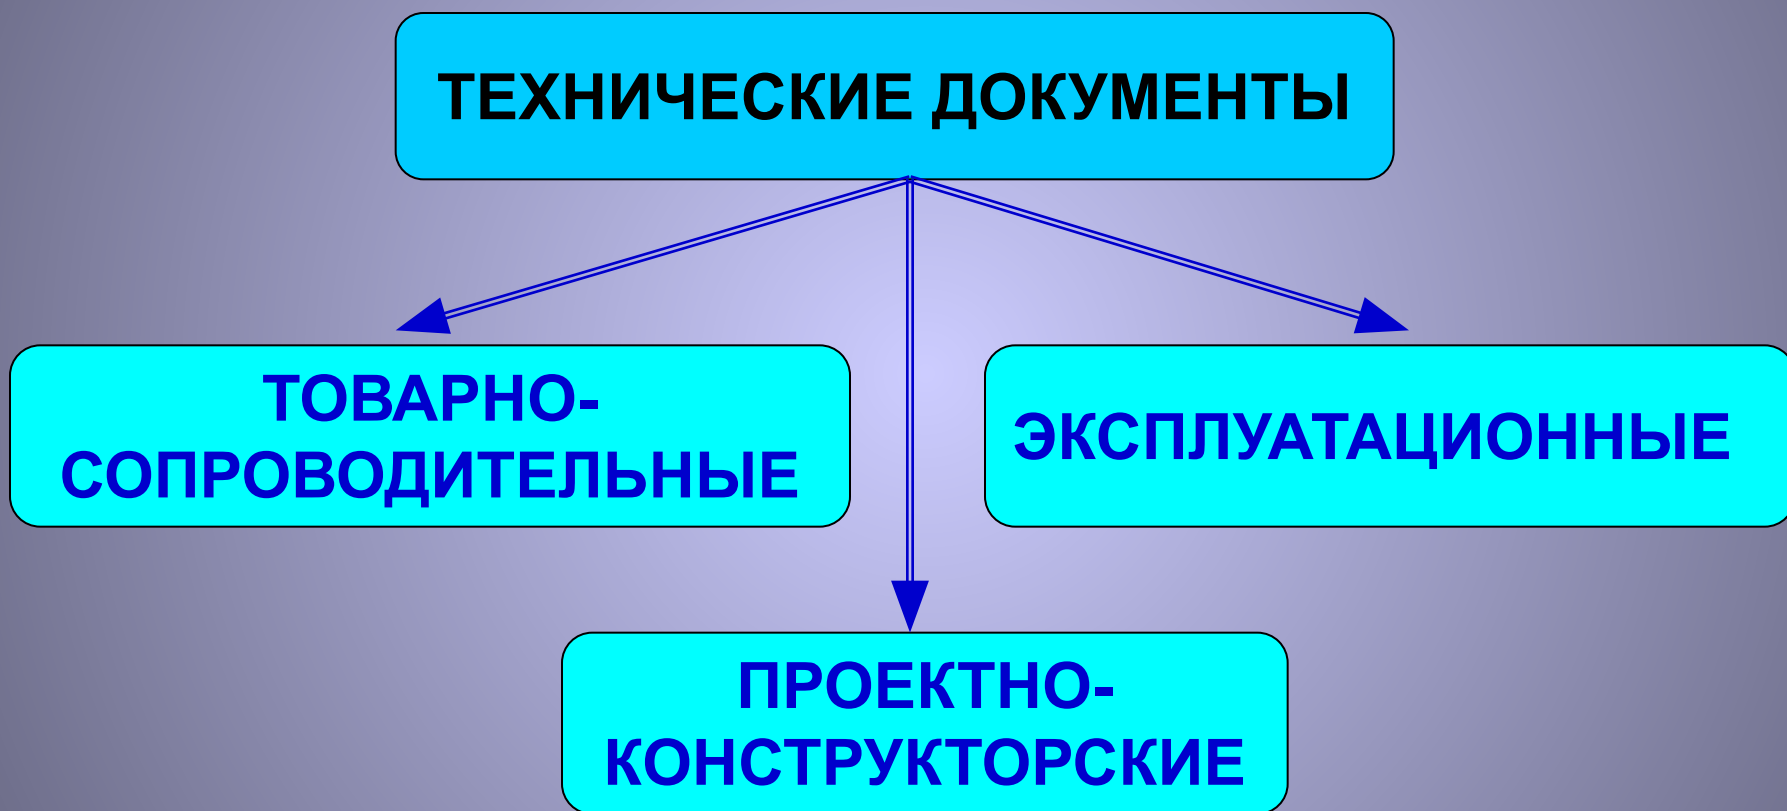 ТЕХНИЧЕСКИЕ ДОКУМЕНТЫ
ТОВАРНО-
СОПРОВОДИТЕЛЬНЫЕ
ЭКСПЛУАТАЦИОННЫЕ
ПРОЕКТНО-
КОНСТРУКТОРСКИЕ